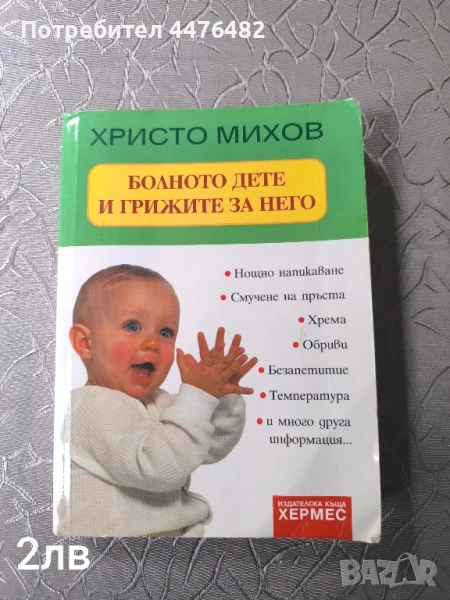 Потребител 4476482
ХРИСТО МИХОВ
БОЛНОТО ДЕТЕ
И ГРИЖИТЕ ЗА НЕГО
• Нощно напикаване
• Смучене на пръста
• Хрема
• Обриви
• Безапетитие
• Температура
• и много друга
информация...
ИЗДАТЕЛСКА КЪЩА
ХЕРМЕС
2лв
BAZAR